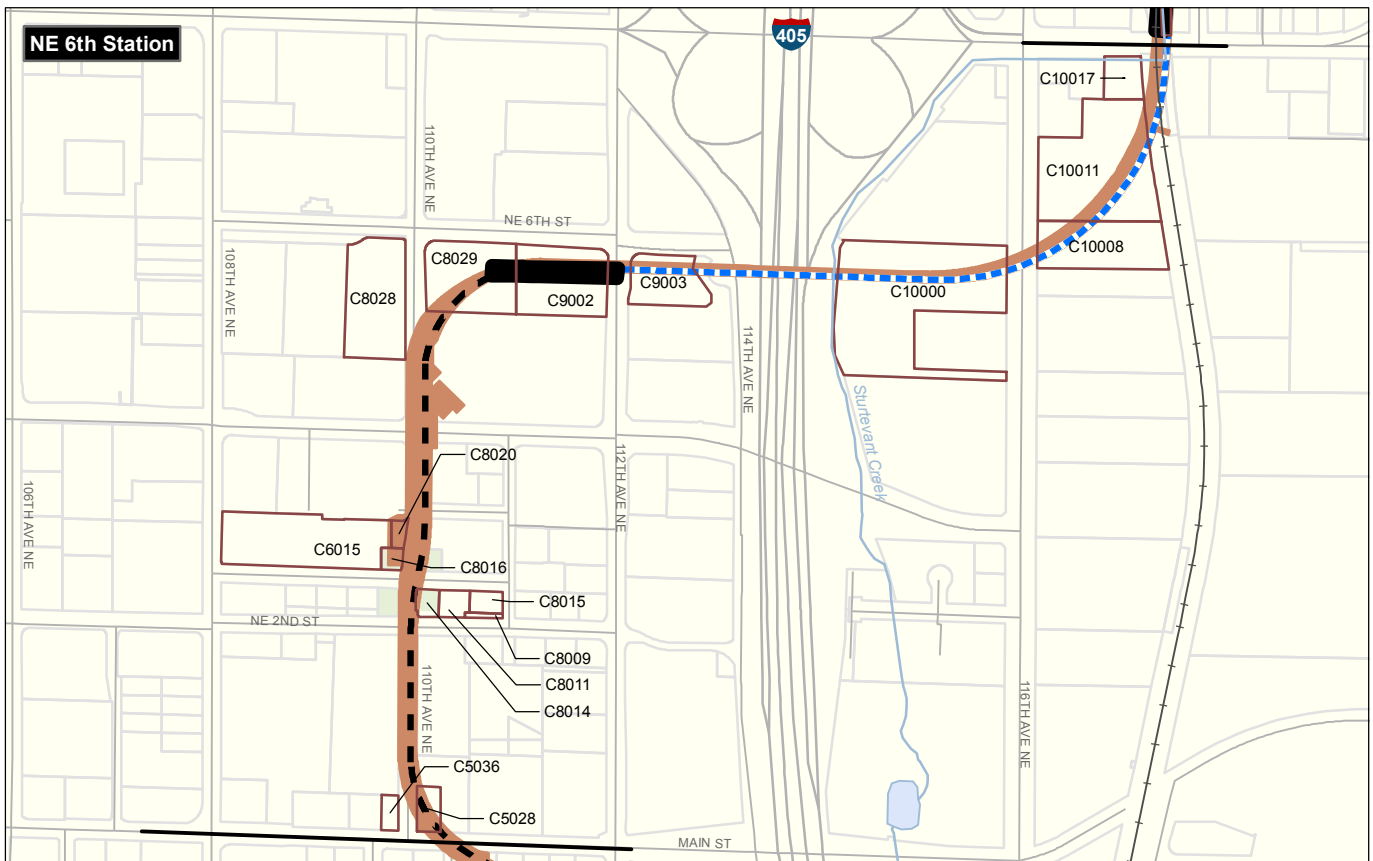 NE 6th Station
405
C10017
110TH AVE NE
C10011
NE 6TH ST
C8029
C10008
108TH AVE NE
C8028
C9002
C9003
C10000
114TH AVE NE
Sturtevant Creek
C8020
112TH AVE NE
106TH AVE NE
C6015
C8016
C8015
NE 2ND ST
C8009
C8011
C8014
110TH AVE NE
116TH AVE NE
C5036
C5028
MAIN ST